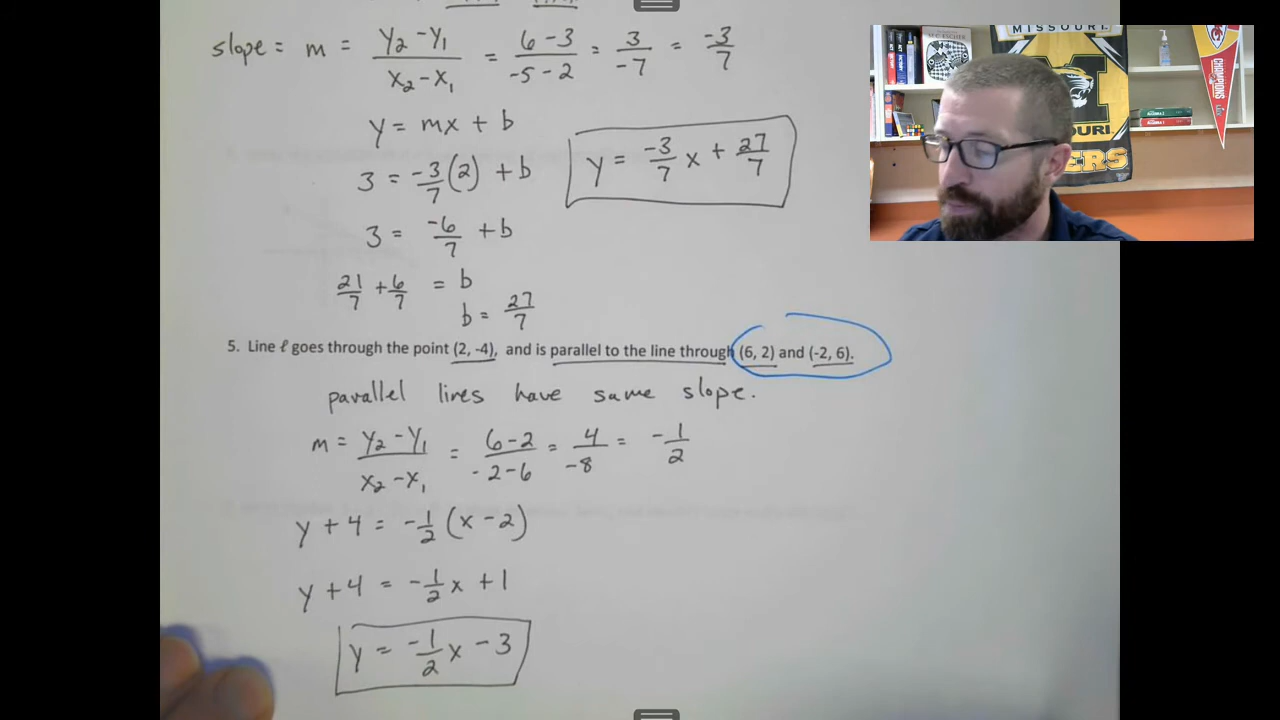 slope = m = y₂ - y₁ / x₂ - x₁ = 6 - 3 / -5 - 2 = 3 / -7 = -3 / 7
y = mx + b
3 = -3/7 (2) + b
y = -3/7 x + 27/7
3 = -6/7 + b
21/7 + 6/7 = b
b = 27/7
5. Line ℓ goes through the point (2, -4), and is parallel to the line through (6, 2) and (-2, 6).
parallel lines have same slope.
m = y₂ - y₁ / x₂ - x₁ = 6 - 2 / -2 - 6 = 4 / -8 = -1/2
y + 4 = -1/2 (x - 2)
y + 4 = -1/2 x + 1
y = -1/2 x - 3
MISSOURI
CHAMPIONS